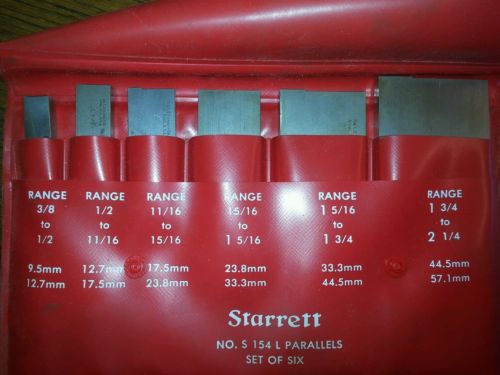 RANGE RANGE RANGE RANGE RANGE RANGE
3/8 1/2 11/16 15/16 1 5/16 1 3/4
to to to to to to
1/2 11/16 15/16 1 5/16 1 3/4 2 1/4
9.5mm 12.7mm 17.5mm 23.8mm 33.3mm 44.5mm
12.7mm 17.5mm 23.8mm 33.3mm 44.5mm 57.1mm
Starrett
NO. S 154 L PARALLELS
SET OF SIX